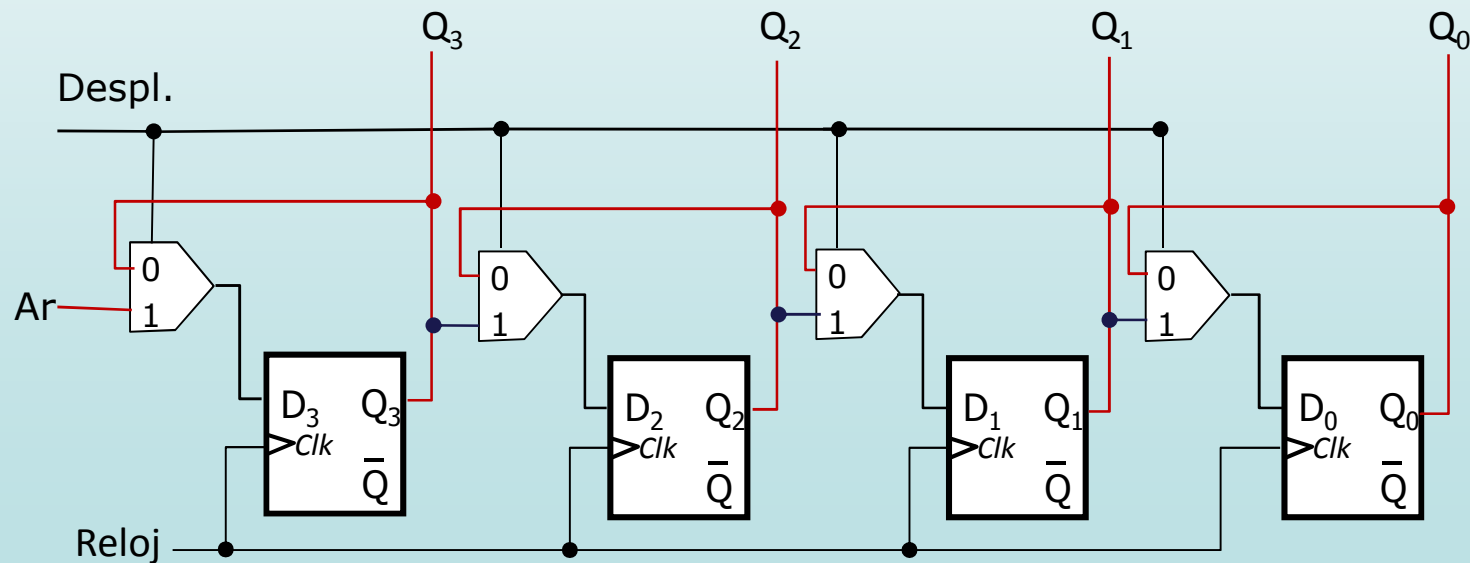 Q₃ Q₂ Q₁ Q₀
Despl.
0 0 0 0
Ar 1 1 1 1
D₃ Q₃ D₂ Q₂ D₁ Q₁ D₀ Q₀
Clk Clk Clk Clk
Q̅ Q̅ Q̅ Q̅
Reloj